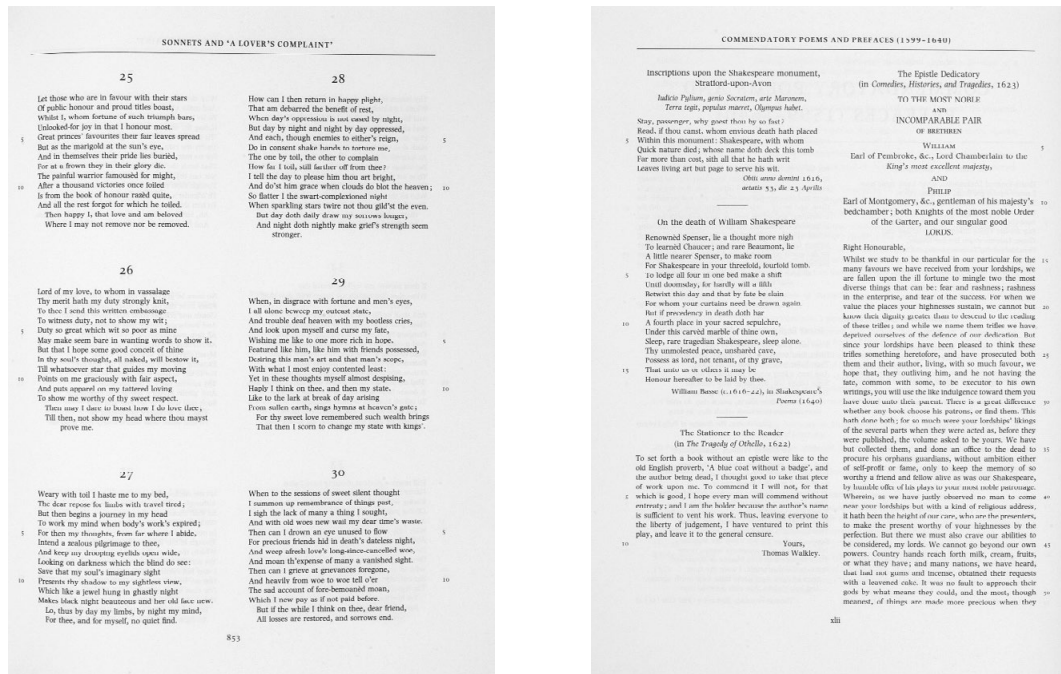 SONNETS AND 'A LOVER'S COMPLAINT'
25
Let those who are in favour with their stars
Of public honour and proud titles boast,
Whilst I, whom fortune of such triumph bars,
Unlooked-for joy in that I honour most.
5 Great princes' favourites their fair leaves spread
But as the marigold at the sun's eye,
And in themselves their pride lies buried,
For at a frown they in their glory die.
The painful warrior famousèd for might,
10 After a thousand victories once foiled
Is from the book of honour razèd quite,
And all the rest forgot for which he toiled.
Then happy I, that love and am beloved
Where I may not remove nor be removed.
26
Lord of my love, to whom in vassalage
Thy merit hath my duty strongly knit,
To thee I send this written embassage
To witness duty, not to show my wit;
5 Duty so great which wit so poor as mine
May make seem bare in wanting words to show it,
But that I hope some good conceit of thine
In thy soul's thought, all naked, will bestow it,
Till whatsoever star that guides my moving
10 Points on me graciously with fair aspect,
And puts apparel on my tattered loving
To show me worthy of thy sweet respect.
Then may I dare to boast how I do love thee;
Till then, not show my head where thou mayst
prove me.
27
Weary with toil I haste me to my bed,
The dear repose for limbs with travel tired;
But then begins a journey in my head
To work my mind when body's work's expired;
5 For then my thoughts, from far where I abide,
Intend a zealous pilgrimage to thee,
And keep my drooping eyelids open wide,
Looking on darkness which the blind do see:
Save that my soul's imaginary sight
10 Presents thy shadow to my sightless view,
Which like a jewel hung in ghastly night
Makes black night beauteous and her old face new.
Lo, thus by day my limbs, by night my mind,
For thee, and for myself, no quiet find.
28
How can I then return in happy plight,
That am debarred the benefit of rest,
When day's oppression is not eased by night,
But day by night and night by day oppressed,
And each, though enemies to either's reign, 5
Do in consent shake hands to torture me,
The one by toil, the other to complain
How far I toil, still farther off from thee?
I tell the day to please him thou art bright,
And do'st him grace when clouds do blot the heaven; 10
So flatter I the swart-complexioned night
When sparkling stars twire not thou gild'st the even.
But day doth daily draw my sorrows longer,
And night doth nightly make grief's strength seem
stronger.
29
When, in disgrace with fortune and men's eyes,
I all alone beweep my outcast state,
And trouble deaf heaven with my bootless cries,
And look upon myself and curse my fate,
Wishing me like to one more rich in hope, 5
Featured like him, like him with friends possessed,
Desiring this man's art and that man's scope,
With what I most enjoy contented least:
Yet in these thoughts myself almost despising,
Haply I think on thee, and then my state, 10
Like to the lark at break of day arising
From sullen earth, sings hymns at heaven's gate;
For thy sweet love remembered such wealth brings
That then I scorn to change my state with kings'.
30
When to the sessions of sweet silent thought
I summon up remembrance of things past,
I sigh the lack of many a thing I sought,
And with old woes new wail my dear time's waste.
Then can I drown an eye unused to flow 5
For precious friends hid in death's dateless night,
And weep afresh love's long-since-cancelled woe,
And moan th'expense of many a vanished sight.
Then can I grieve at grievances foregone,
And heavily from woe to woe tell o'er 10
The sad account of fore-bemoanèd moan,
Which I new pay as if not paid before.
But if the while I think on thee, dear friend,
All losses are restored, and sorrows end.
853
COMMENDATORY POEMS AND PREFACES (1599–1640)
Inscriptions upon the Shakespeare monument,
Stratford-upon-Avon
Iudicio Pylium, genio Socratem, arte Maronem,
Terra tegit, populus maeret, Olympus habet.
Stay, passenger, why goest thou by so fast?
Read, if thou canst, whom envious death hath placed
5 Within this monument: Shakespeare, with whom
Quick nature died; whose name doth deck this tomb
Far more than cost, sith all that he hath writ
Leaves living art but page to serve his wit.
Obiit anno domini 1616,
aetatis 53, die 23 Aprilis
On the death of William Shakespeare
Renownèd Spenser, lie a thought more nigh
To learnèd Chaucer; and rare Beaumont, lie
A little nearer Spenser, to make room
For Shakespeare in your threefold, fourfold tomb.
5 To lodge all four in one bed make a shift
Until doomsday, for hardly will a fifth
Betwixt this day and that by fate be slain
For whom your curtains need be drawn again.
But if precedency in death doth bar
10 A fourth place in your sacred sepulchre,
Under this carvèd marble of thine own,
Sleep, rare tragedian Shakespeare, sleep alone.
Thy unmolested peace, unsharèd cave,
Possess as lord, not tenant, of thy grave,
15 That unto us or others it may be
Honour hereafter to be laid by thee.
William Basse (c.1616–22), in Shakespeare's
Poems (1640)
The Stationer to the Reader
(in The Tragedy of Othello, 1622)
To set forth a book without an epistle were like to the
old English proverb, 'A blue coat without a badge', and
the author being dead, I thought good to take that piece
of work upon me. To commend it I will not, for that
5 which is good, I hope every man will commend without
entreaty; and I am the bolder because the author's name
is sufficient to vent his work. Thus, leaving everyone to
the liberty of judgement, I have ventured to print this
play, and leave it to the general censure.
10 Yours,
Thomas Walkley.
The Epistle Dedicatory
(in Comedies, Histories, and Tragedies, 1623)
TO THE MOST NOBLE
AND
INCOMPARABLE PAIR
OF BRETHREN
WILLIAM 5
Earl of Pembroke, &c., Lord Chamberlain to the
King's most excellent majesty,
AND
PHILIP
Earl of Montgomery, &c., gentleman of his majesty's 10
bedchamber; both Knights of the most noble Order
of the Garter, and our singular good
LORDS.
Right Honourable,
Whilst we study to be thankful in our particular for the 15
many favours we have received from your lordships, we
are fallen upon the ill fortune to mingle two the most
diverse things that can be: fear and rashness; rashness
in the enterprise, and fear of the success. For when we
value the places your highnesses sustain, we cannot but 20
know their dignity greater than to descend to the reading
of these trifles; and while we name them trifles we have
deprived ourselves of the defence of our dedication. But
since your lordships have been pleased to think these
trifles something heretofore, and have prosecuted both 25
them and their author, living, with so much favour, we
hope that, they outliving him, and he not having the
fate, common with some, to be executor to his own
writings, you will use the like indulgence toward them you
have done unto their parent. There is a great difference 30
whether any book choose his patrons, or find them. This
hath done both; for so much were your lordships' likings
of the several parts when they were acted as, before they
were published, the volume asked to be yours. We have
but collected them, and done an office to the dead to 35
procure his orphans guardians, without ambition either
of self-profit or fame, only to keep the memory of so
worthy a friend and fellow alive as was our Shakespeare,
by humble offer of his plays to your most noble patronage.
Wherein, as we have justly observed no man to come 40
near your lordships but with a kind of religious address,
it hath been the height of our care, who are the presenters,
to make the present worthy of your highnesses by the
perfection. But there we must also crave our abilities to
be considered, my lords. We cannot go beyond our own 45
powers. Country hands reach forth milk, cream, fruits,
or what they have; and many nations, we have heard,
that had not gums and incense, obtained their requests
with a leavened cake. It was no fault to approach their
gods by what means they could, and the most, though 50
meanest, of things are made more precious when they
xlii